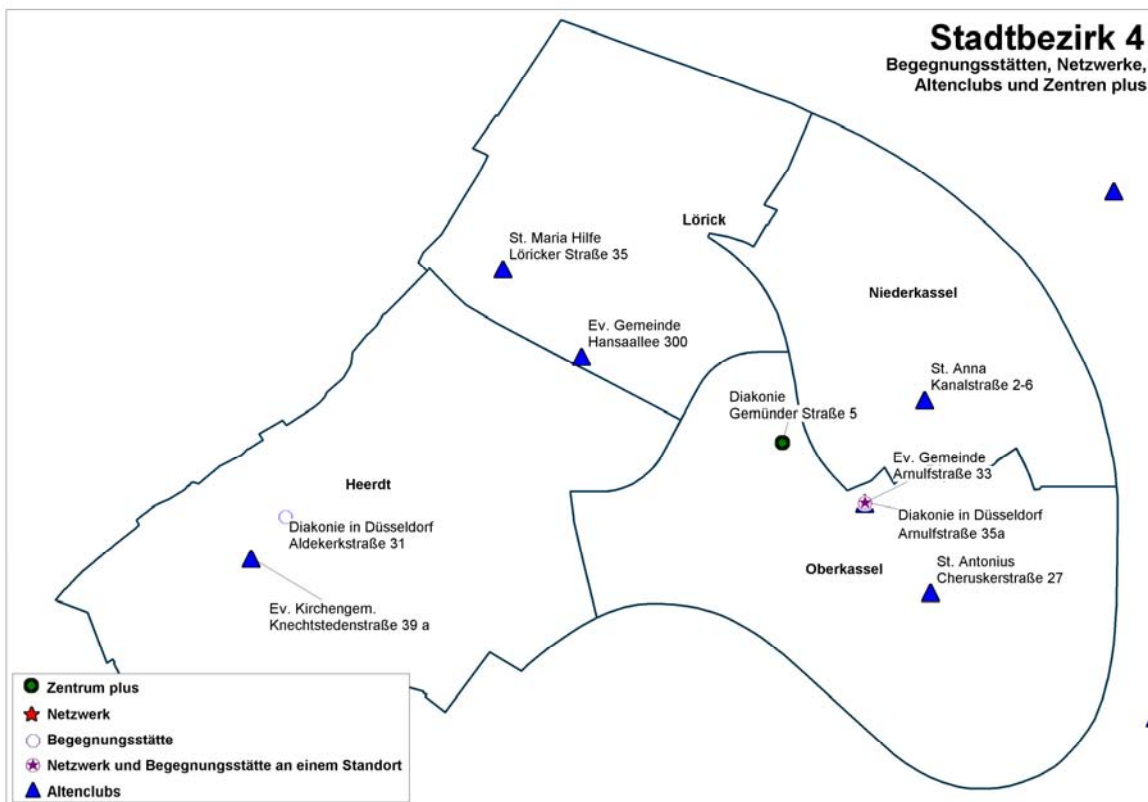 Stadtbezirk 4
Begegnungsstätten, Netzwerke,
Altenclubs und Zentren plus
Lörick
St. Maria Hilfe
Löricker Straße 35
Niederkassel
Ev. Gemeinde
Hansaallee 300
St. Anna
Kanalstraße 2-6
Diakonie
Gemünder Straße 5
Ev. Gemeinde
Arnulfstraße 33
Heerdt
Diakonie in Düsseldorf
Aldekerkstraße 31
Diakonie in Düsseldorf
Arnulfstraße 35a
Oberkassel
St. Antonius
Cheruskerstraße 27
Ev. Kirchengem.
Knechtstedenstraße 39 a
Zentrum plus
Netzwerk
Begegnungsstätte
Netzwerk und Begegnungsstätte an einem Standort
Altenclubs